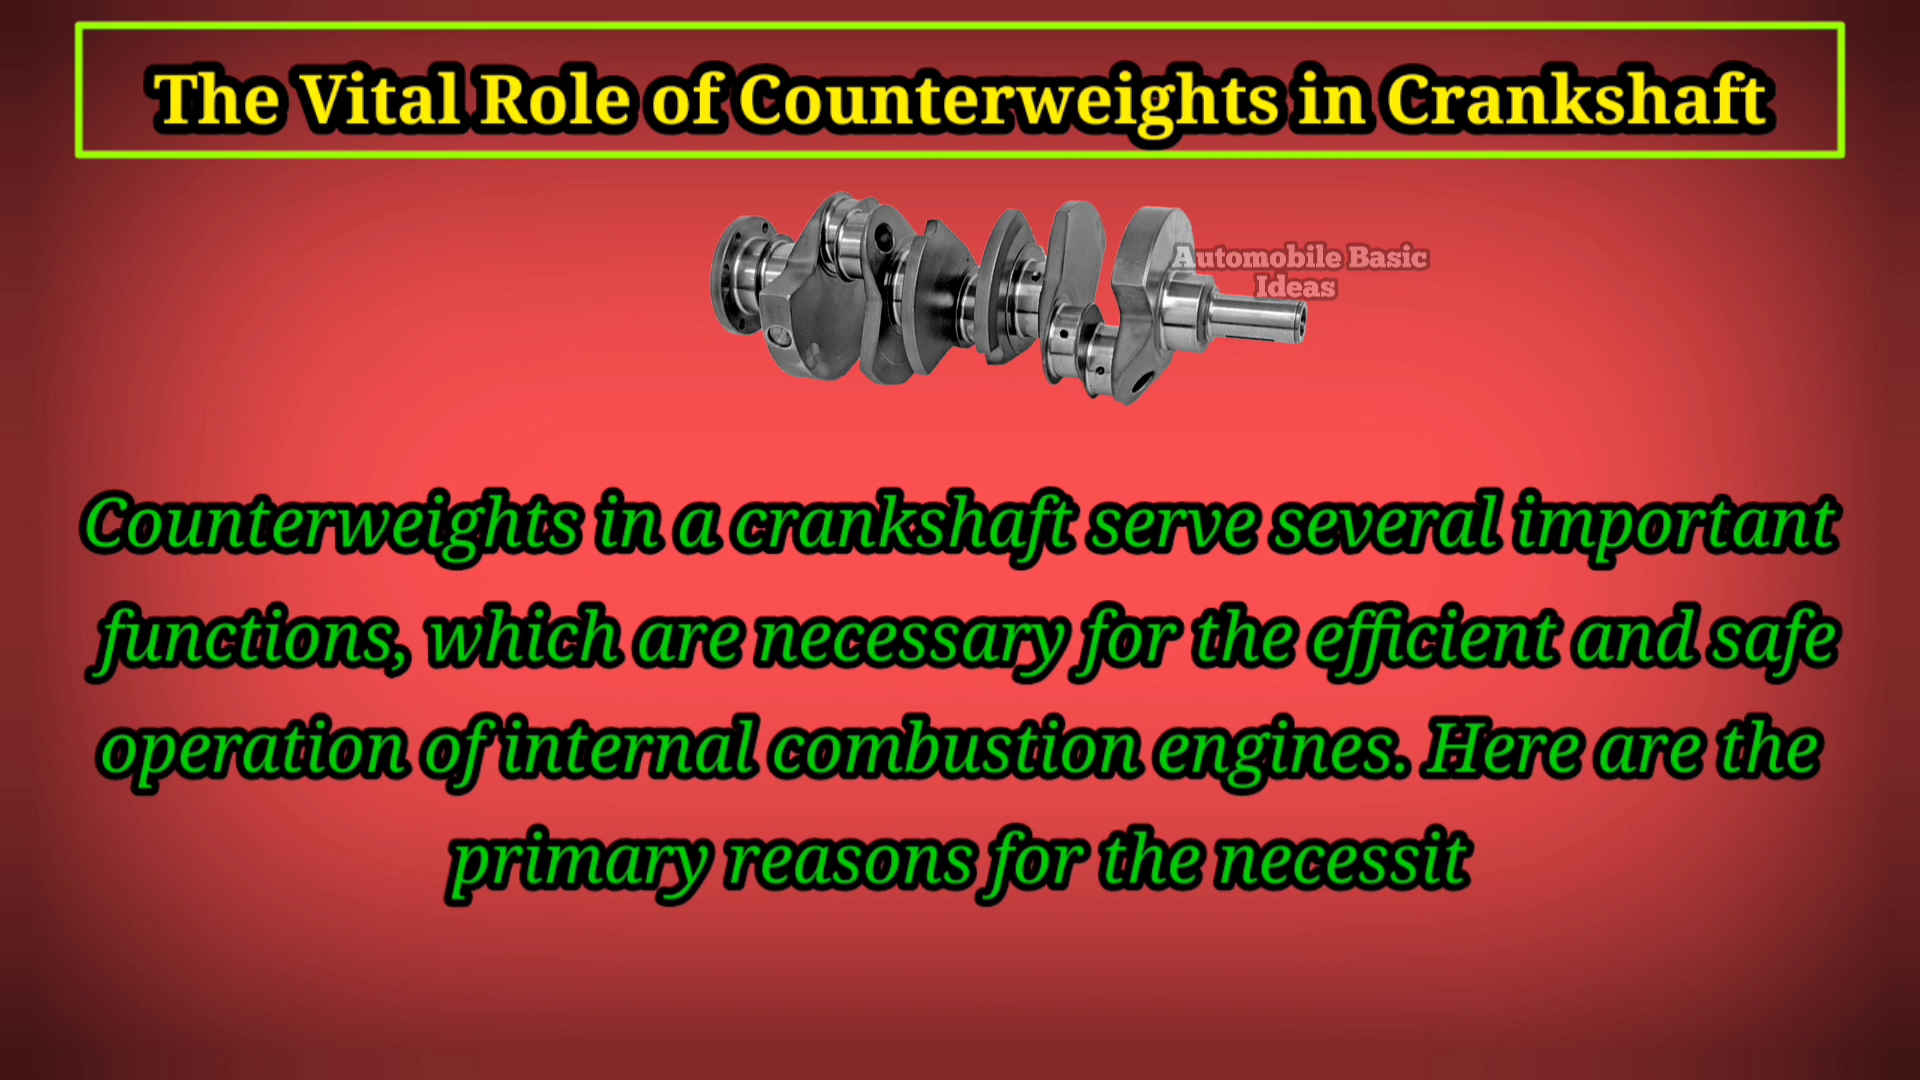 The Vital Role of Counterweights in Crankshaft
Automobile Basic
Ideas
Counterweights in a crankshaft serve several important
functions, which are necessary for the efficient and safe
operation of internal combustion engines. Here are the
primary reasons for the necessit